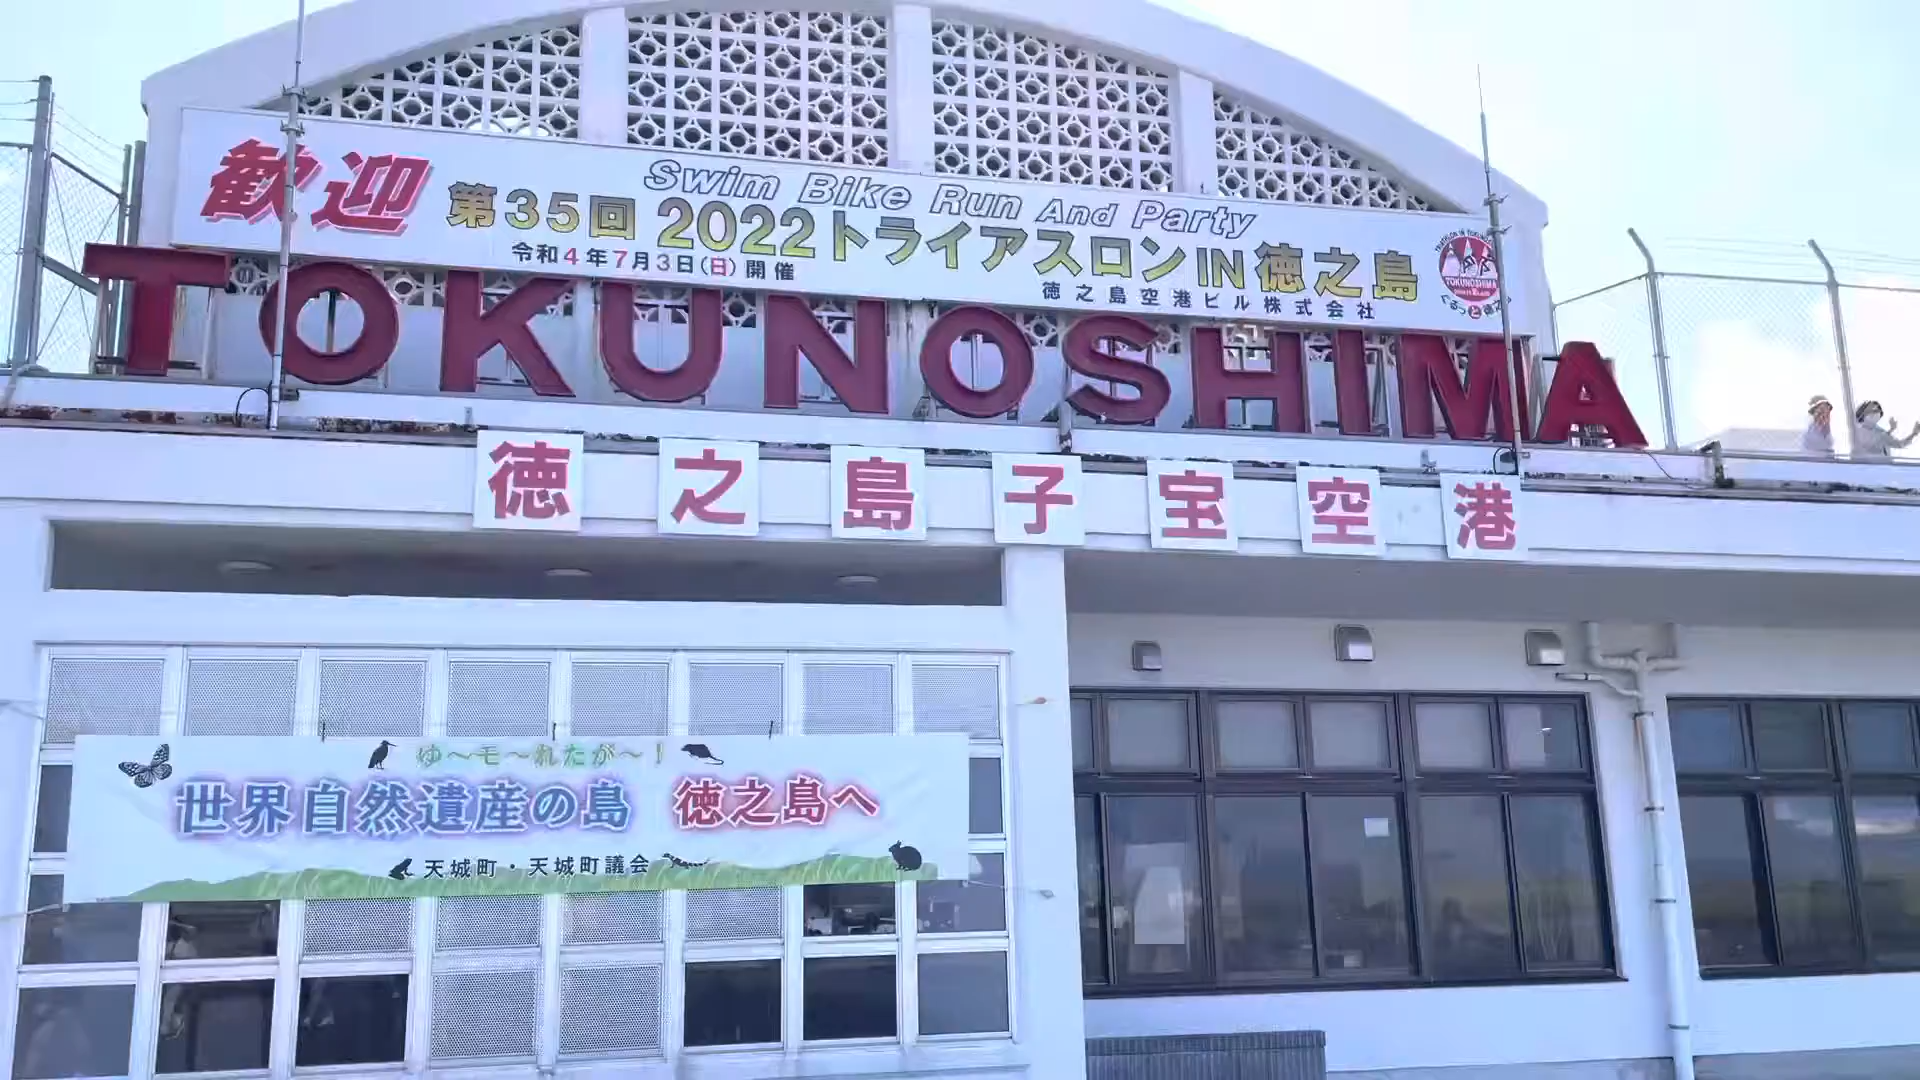 歓迎
Swim Bike Run And Party
第35回 2022トライアスロンIN徳之島
令和4年7月3日(日)開催
徳之島空港ビル株式会社
TOKUNOSHIMA
TOKUNOSHIMA
徳之島子宝空港
ゆ～モ～れたが～！
世界自然遺産の島 徳之島へ
天城町・天城町議会